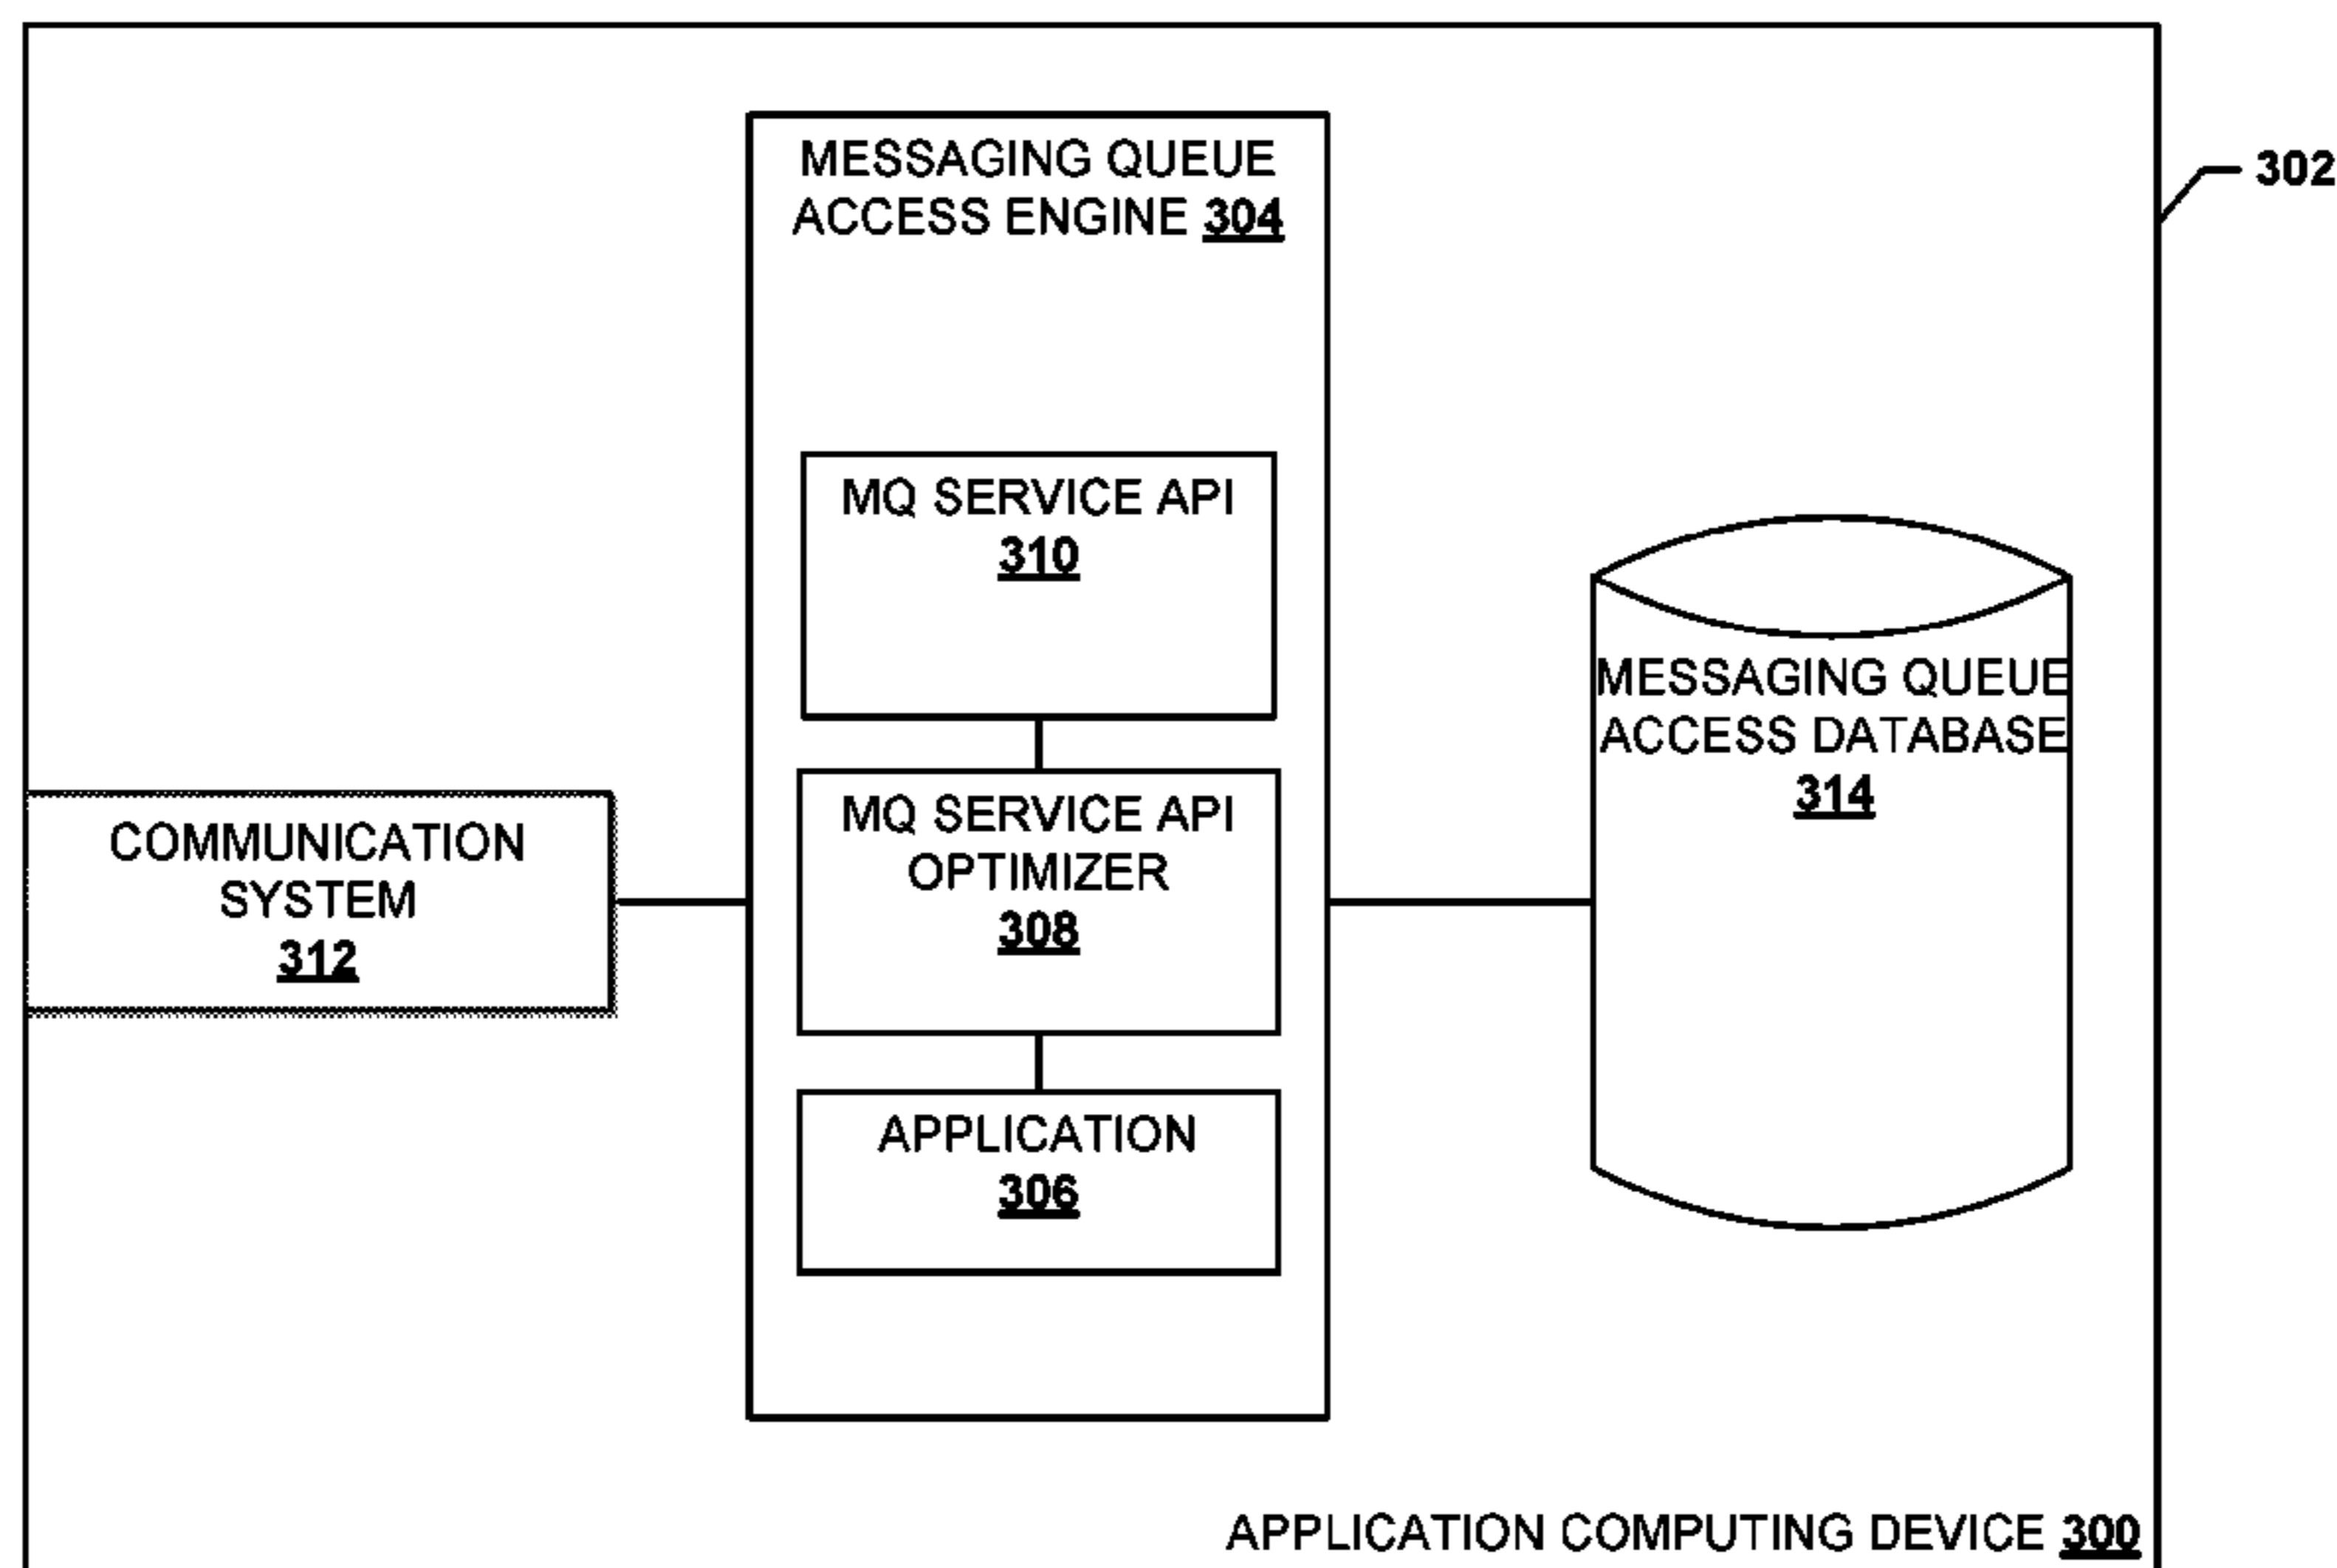 MESSAGING QUEUE
ACCESS ENGINE 304
302
MQ SERVICE API
310
MESSAGING QUEUE
ACCESS DATABASE
314
COMMUNICATION
SYSTEM
312
MQ SERVICE API
OPTIMIZER
308
APPLICATION
306
APPLICATION COMPUTING DEVICE 300